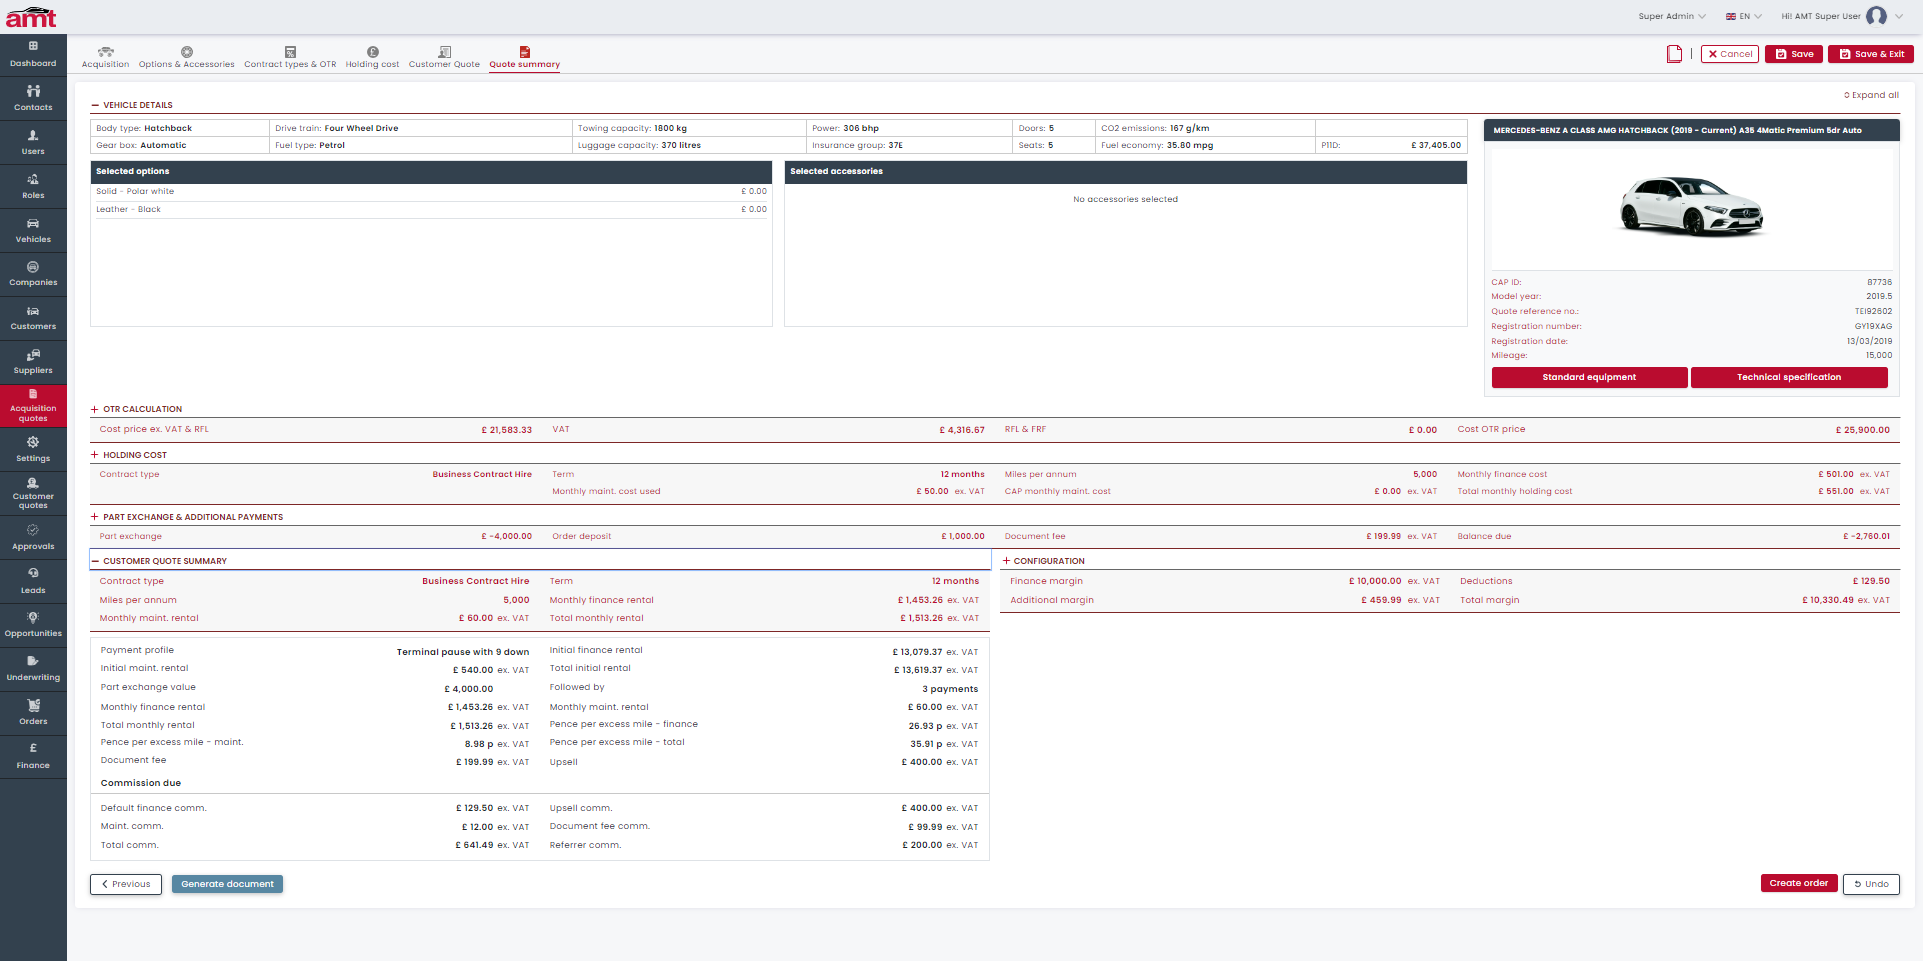 amt
Super Admin EN Hi! AMT Super User
Dashboard
Contacts
Users
Roles
Vehicles
Companies
Customers
Suppliers
Acquisition
quotes
Settings
Customer
quotes
Approvals
Leads
Opportunities
Underwriting
Orders
Finance
Acquisition Options & Accessories Contract types & OTR Holding cost Customer Quote Quote summary
Cancel Save Save & Exit
Expand all
VEHICLE DETAILS
Body type: Hatchback Drive train: Four Wheel Drive Towing capacity: 1800 kg Power: 306 bhp Doors: 5 CO2 emissions: 167 g/km
Gear box: Automatic Fuel type: Petrol Luggage capacity: 370 litres Insurance group: 37E Seats: 5 Fuel economy: 35.80 mpg P11D: £ 37,405.00
Selected options
Solid - Polar white £ 0.00
Leather - Black £ 0.00
Selected accessories
No accessories selected
MERCEDES-BENZ A CLASS AMG HATCHBACK (2019 - Current) A35 4Matic Premium 5dr Auto
CAP ID: 87736
Model year: 2019.5
Quote reference no.: TEI92602
Registration number: GY19XAG
Registration date: 13/03/2019
Mileage: 15,000
Standard equipment Technical specification
OTR CALCULATION
Cost price ex. VAT & RFL £ 21,583.33 VAT £ 4,316.67 RFL & FRF £ 0.00 Cost OTR price £ 25,900.00
HOLDING COST
Contract type Business Contract Hire Term 12 months Miles per annum 5,000 Monthly finance cost £ 501.00 ex. VAT
Monthly maint. cost used £ 50.00 ex. VAT CAP monthly maint. cost £ 0.00 ex. VAT Total monthly holding cost £ 551.00 ex. VAT
PART EXCHANGE & ADDITIONAL PAYMENTS
Part exchange £ -4,000.00 Order deposit £ 1,000.00 Document fee £ 199.99 ex. VAT Balance due £ -2,760.01
CUSTOMER QUOTE SUMMARY
Contract type Business Contract Hire Term 12 months
Miles per annum 5,000 Monthly finance rental £ 1,453.26 ex. VAT
Monthly maint. rental £ 60.00 ex. VAT Total monthly rental £ 1,513.26 ex. VAT
CONFIGURATION
Finance margin £ 10,000.00 ex. VAT Deductions £ 129.50
Additional margin £ 459.99 ex. VAT Total margin £ 10,330.49 ex. VAT
Payment profile Terminal pause with 9 down Initial finance rental £ 13,079.37 ex. VAT
Initial maint. rental £ 540.00 ex. VAT Total initial rental £ 13,619.37 ex. VAT
Part exchange value £ 4,000.00 Followed by 3 payments
Monthly finance rental £ 1,453.26 ex. VAT Monthly maint. rental £ 60.00 ex. VAT
Total monthly rental £ 1,513.26 ex. VAT Pence per excess mile - finance 26.93 p ex. VAT
Pence per excess mile - maint. 8.98 p ex. VAT Pence per excess mile - total 35.91 p ex. VAT
Document fee £ 199.99 ex. VAT Upsell £ 400.00 ex. VAT
Commission due
Default finance comm. £ 129.50 ex. VAT Upsell comm. £ 400.00 ex. VAT
Maint. comm. £ 12.00 ex. VAT Document fee comm. £ 99.99 ex. VAT
Total comm. £ 641.49 ex. VAT Referrer comm. £ 200.00 ex. VAT
Previous Generate document Create order Undo